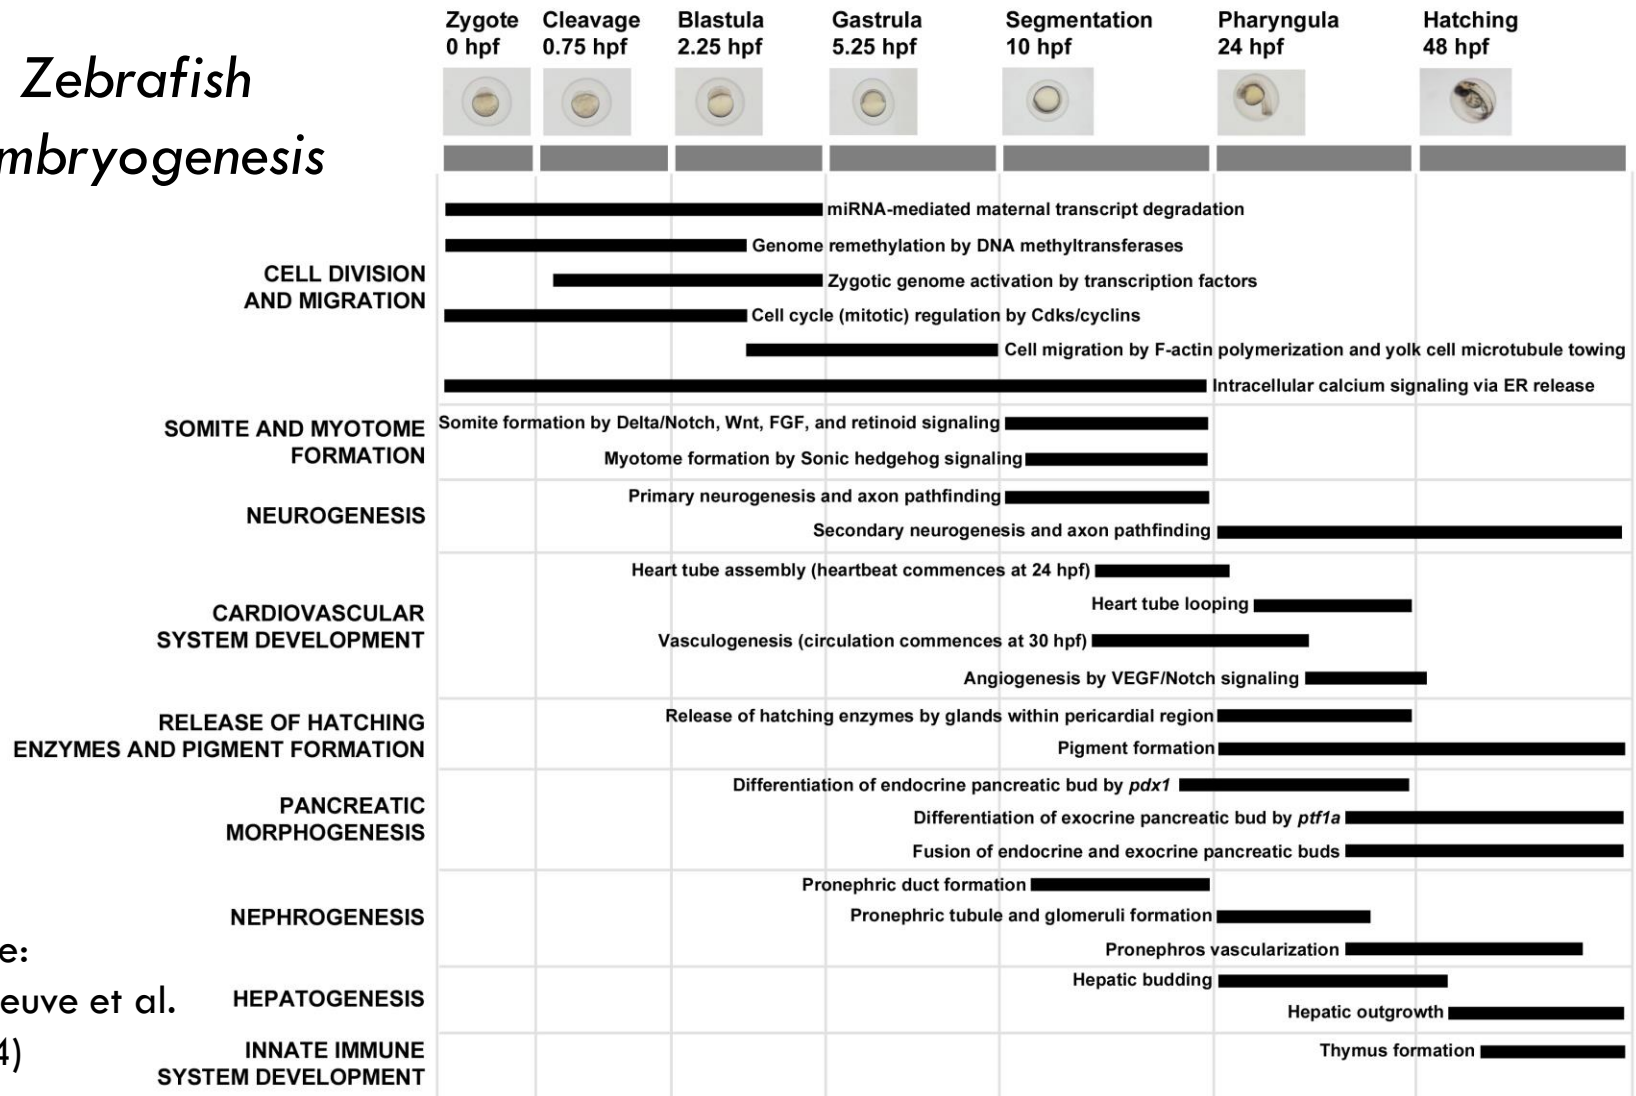 Zebrafish
mbryogenesis
Zygote
0 hpf
Cleavage
0.75 hpf
Blastula
2.25 hpf
Gastrula
5.25 hpf
Segmentation
10 hpf
Pharyngula
24 hpf
Hatching
48 hpf
CELL DIVISION
AND MIGRATION
miRNA-mediated maternal transcript degradation
Genome remethylation by DNA methyltransferases
Zygotic genome activation by transcription factors
Cell cycle (mitotic) regulation by Cdks/cyclins
Cell migration by F-actin polymerization and yolk cell microtubule towing
Intracellular calcium signaling via ER release
SOMITE AND MYOTOME
FORMATION
Somite formation by Delta/Notch, Wnt, FGF, and retinoid signaling
Myotome formation by Sonic hedgehog signaling
NEUROGENESIS
Primary neurogenesis and axon pathfinding
Secondary neurogenesis and axon pathfinding
CARDIOVASCULAR
SYSTEM DEVELOPMENT
Heart tube assembly (heartbeat commences at 24 hpf)
Heart tube looping
Vasculogenesis (circulation commences at 30 hpf)
Angiogenesis by VEGF/Notch signaling
RELEASE OF HATCHING
ENZYMES AND PIGMENT FORMATION
Release of hatching enzymes by glands within pericardial region
Pigment formation
PANCREATIC
MORPHOGENESIS
Differentiation of endocrine pancreatic bud by pdx1
Differentiation of exocrine pancreatic bud by ptf1a
Fusion of endocrine and exocrine pancreatic buds
NEPHROGENESIS
Pronephric duct formation
Pronephric tubule and glomeruli formation
Pronephros vascularization
HEPATOGENESIS
Hepatic budding
Hepatic outgrowth
INNATE IMMUNE
SYSTEM DEVELOPMENT
Thymus formation
e:
euve et al.
4)